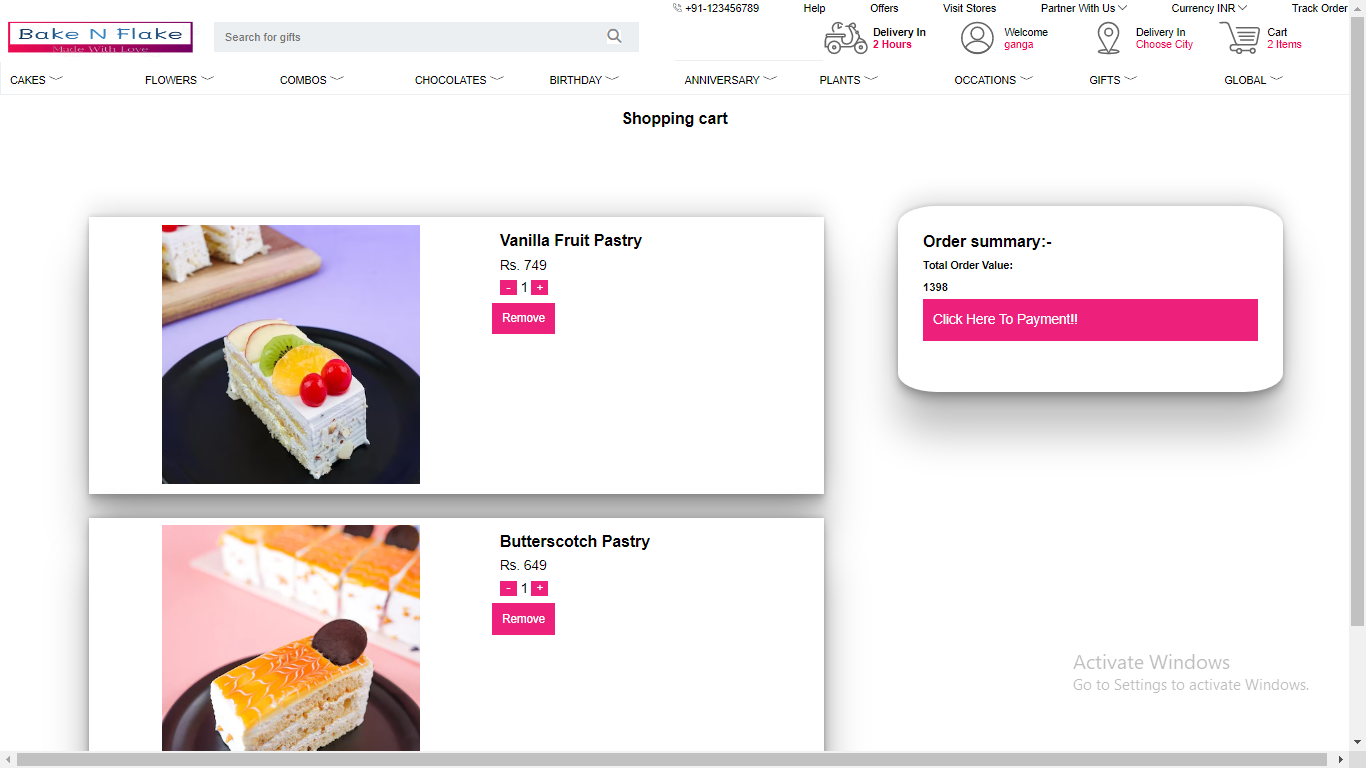 +91-123456789 Help Offers Visit Stores Partner With Us Currency INR Track Order
Bake N Flake
Made With Love
Search for gifts
Delivery In
2 Hours
Welcome
ganga
Delivery In
Choose City
Cart
2 Items
CAKES FLOWERS COMBOS CHOCOLATES BIRTHDAY ANNIVERSARY PLANTS OCCATIONS GIFTS GLOBAL
Shopping cart
Vanilla Fruit Pastry
Rs. 749
- 1 +
Remove
Order summary:-
Total Order Value:
1398
Click Here To Payment!!
Butterscotch Pastry
Rs. 649
- 1 +
Remove
Activate Windows
Go to Settings to activate Windows.